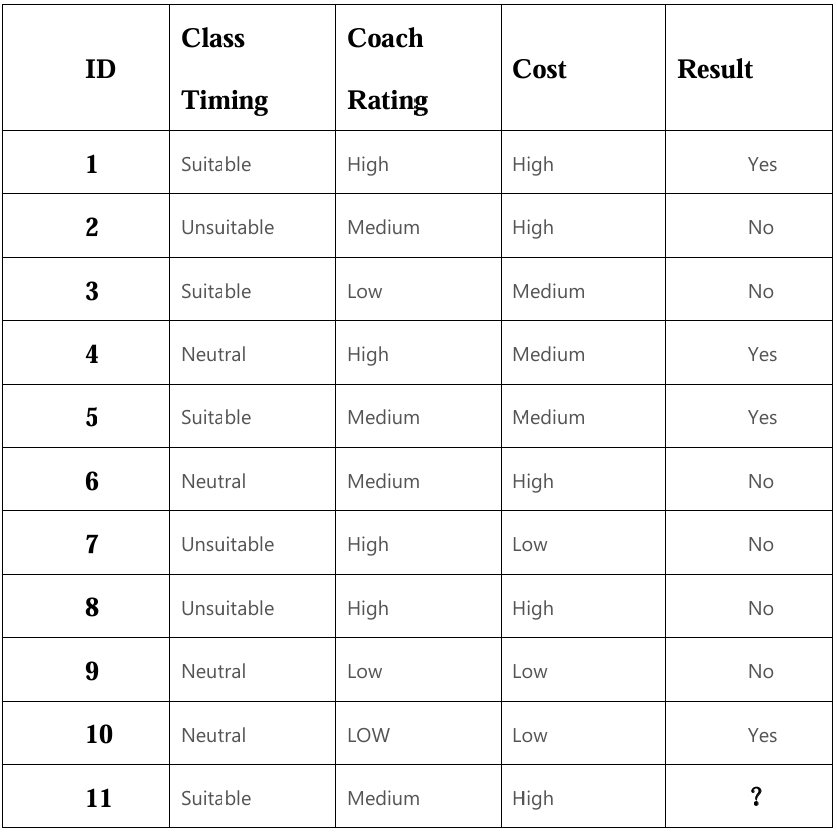 ID Class Timing Coach Rating Cost Result
1 Suitable High High Yes
2 Unsuitable Medium High No
3 Suitable Low Medium No
4 Neutral High Medium Yes
5 Suitable Medium Medium Yes
6 Neutral Medium High No
7 Unsuitable High Low No
8 Unsuitable High High No
9 Neutral Low Low No
10 Neutral LOW Low Yes
11 Suitable Medium High ?